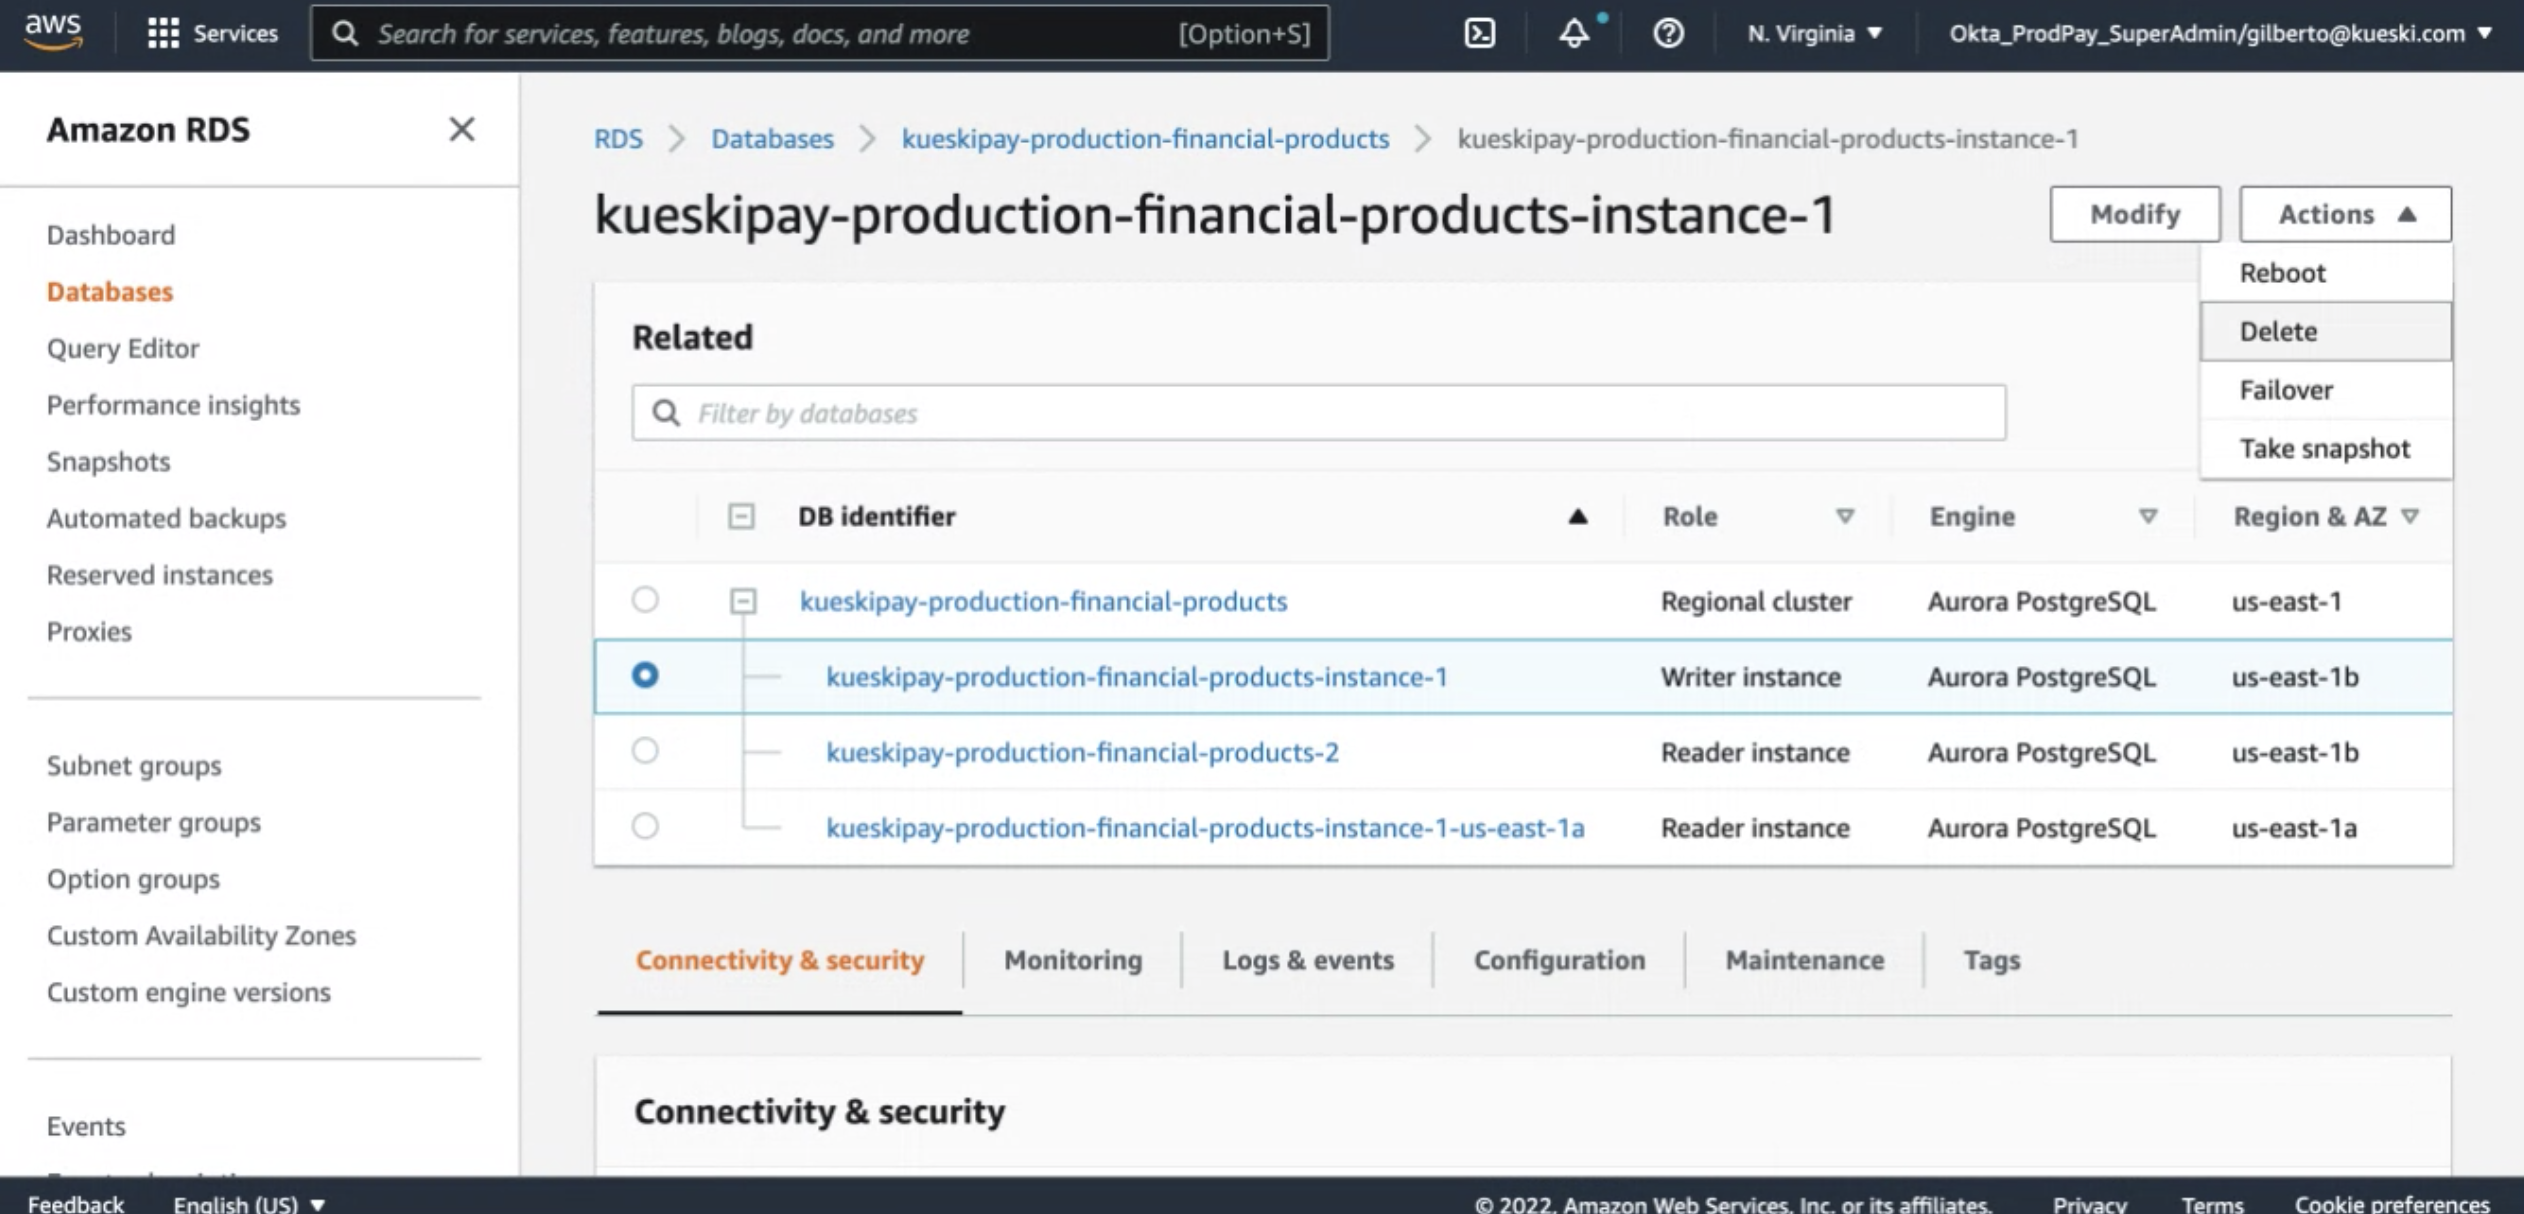 aws Services Search for services, features, blogs, docs, and more [Option+S] N. Virginia Okta_ProdPay_SuperAdmin/gilberto@kueski.com
Amazon RDS
Dashboard
Databases
Query Editor
Performance insights
Snapshots
Automated backups
Reserved instances
Proxies
Subnet groups
Parameter groups
Option groups
Custom Availability Zones
Custom engine versions
Events
RDS Databases kueskipay-production-financial-products kueskipay-production-financial-products-instance-1
kueskipay-production-financial-products-instance-1 Modify Actions
Reboot
Delete
Failover
Take snapshot
Related
Filter by databases
DB identifier Role Engine Region & AZ
kueskipay-production-financial-products Regional cluster Aurora PostgreSQL us-east-1
kueskipay-production-financial-products-instance-1 Writer instance Aurora PostgreSQL us-east-1b
kueskipay-production-financial-products-2 Reader instance Aurora PostgreSQL us-east-1b
kueskipay-production-financial-products-instance-1-us-east-1a Reader instance Aurora PostgreSQL us-east-1a
Connectivity & security Monitoring Logs & events Configuration Maintenance Tags
Connectivity & security
Feedback English (US) © 2022, Amazon Web Services, Inc. or its affiliates. Privacy Terms Cookie preferences